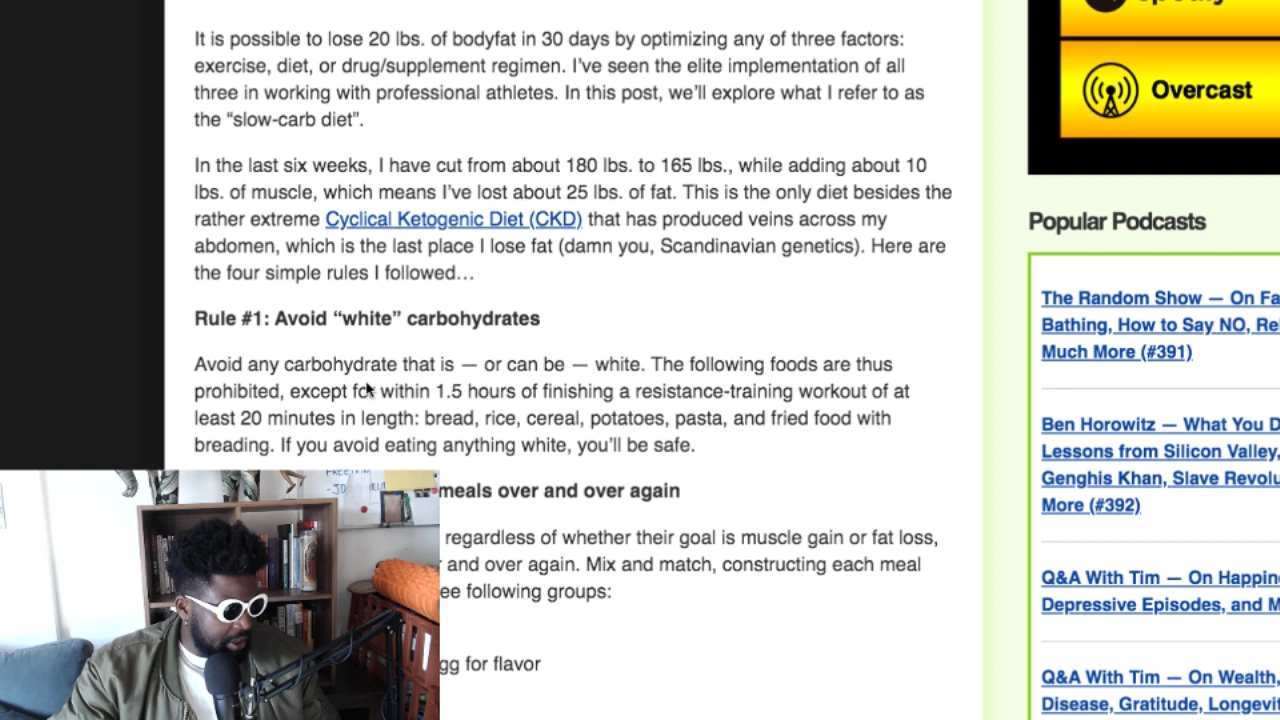 It is possible to lose 20 lbs. of bodyfat in 30 days by optimizing any of three factors:
exercise, diet, or drug/supplement regimen. I’ve seen the elite implementation of all
three in working with professional athletes. In this post, we’ll explore what I refer to as
the “slow-carb diet”.
In the last six weeks, I have cut from about 180 lbs. to 165 lbs., while adding about 10
lbs. of muscle, which means I’ve lost about 25 lbs. of fat. This is the only diet besides the
rather extreme Cyclical Ketogenic Diet (CKD) that has produced veins across my
abdomen, which is the last place I lose fat (damn you, Scandinavian genetics). Here are
the four simple rules I followed…
Rule #1: Avoid “white” carbohydrates
Avoid any carbohydrate that is — or can be — white. The following foods are thus
prohibited, except for within 1.5 hours of finishing a resistance-training workout of at
least 20 minutes in length: bread, rice, cereal, potatoes, pasta, and fried food with
breading. If you avoid eating anything white, you’ll be safe.
meals over and over again
regardless of whether their goal is muscle gain or fat loss,
and over again. Mix and match, constructing each meal
following groups:
for flavor
Overcast
Popular Podcasts
The Random Show — On
Bathing, How to Say NO,
Much More (#391)
Ben Horowitz — What You
Lessons from Silicon Valley,
Genghis Khan, Slave
More (#392)
Q&A With Tim — On
Depressive Episodes, and
Q&A With Tim — On Wealth,
Disease, Gratitude,